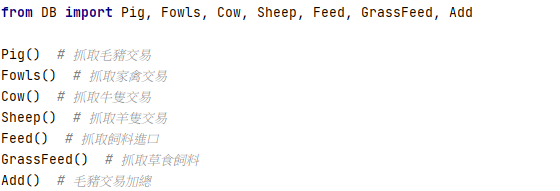 from DB import Pig, Fowls, Cow, Sheep, Feed, GrassFeed, Add
Pig()  # 抓取毛豬交易
Fowls()  # 抓取家禽交易
Cow()  # 抓取牛隻交易
Sheep()  # 抓取羊隻交易
Feed()  # 抓取飼料進口
GrassFeed()  # 抓取草食飼料
Add()  # 毛豬交易加總